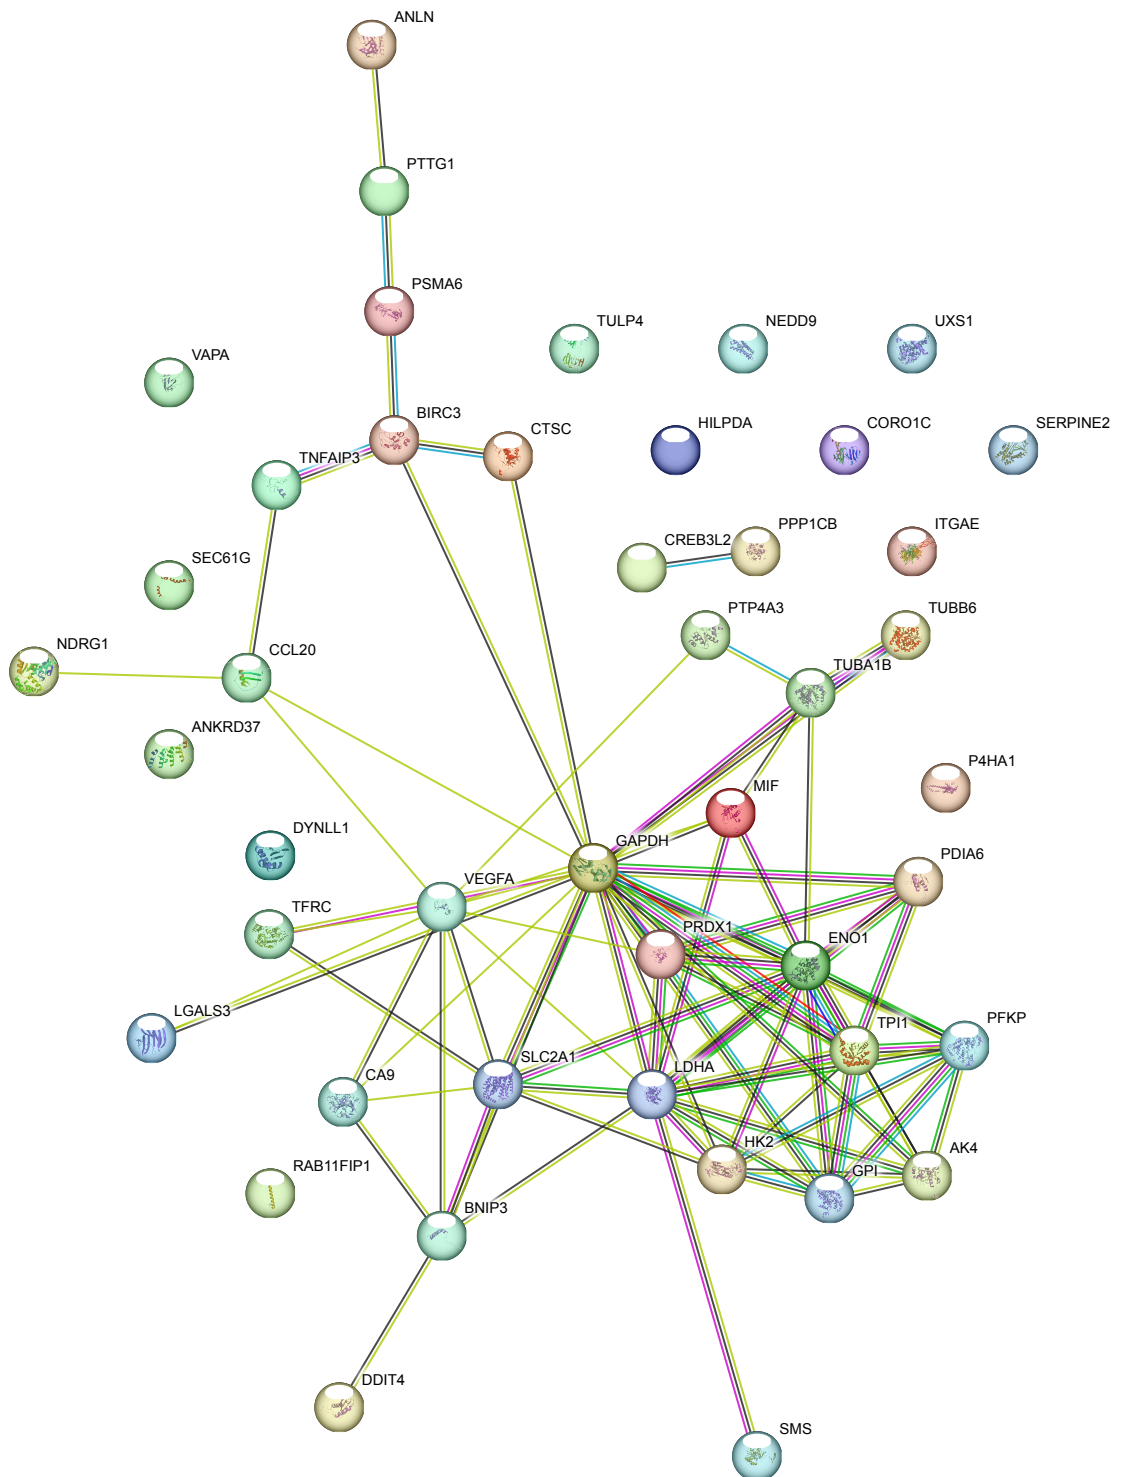 ANLN
PTTG1
PSMA6
TULP4
NEDD9
UXS1
VAPA
BIRC3
CTSC
HILPDA
CORO1C
SERPINE2
TNFAIP3
CREB3L2
PPP1CB
ITGAE
SEC61G
PTP4A3
TUBB6
NDRG1
CCL20
TUBA1B
ANKRD37
P4HA1
MIF
DYNLL1
GAPDH
PDIA6
VEGFA
TFRC
PRDX1
ENO1
LGALS3
TPI1
PFKP
SLC2A1
LDHA
CA9
HK2
GPI
AK4
RAB11FIP1
BNIP3
DDIT4
SMS